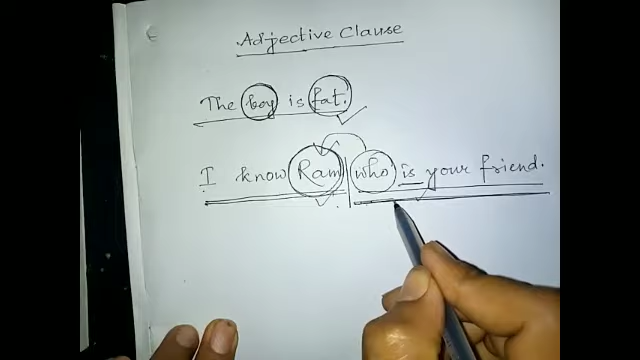 Adjective Clause
The boy is fat.
I know Ram who is your friend.